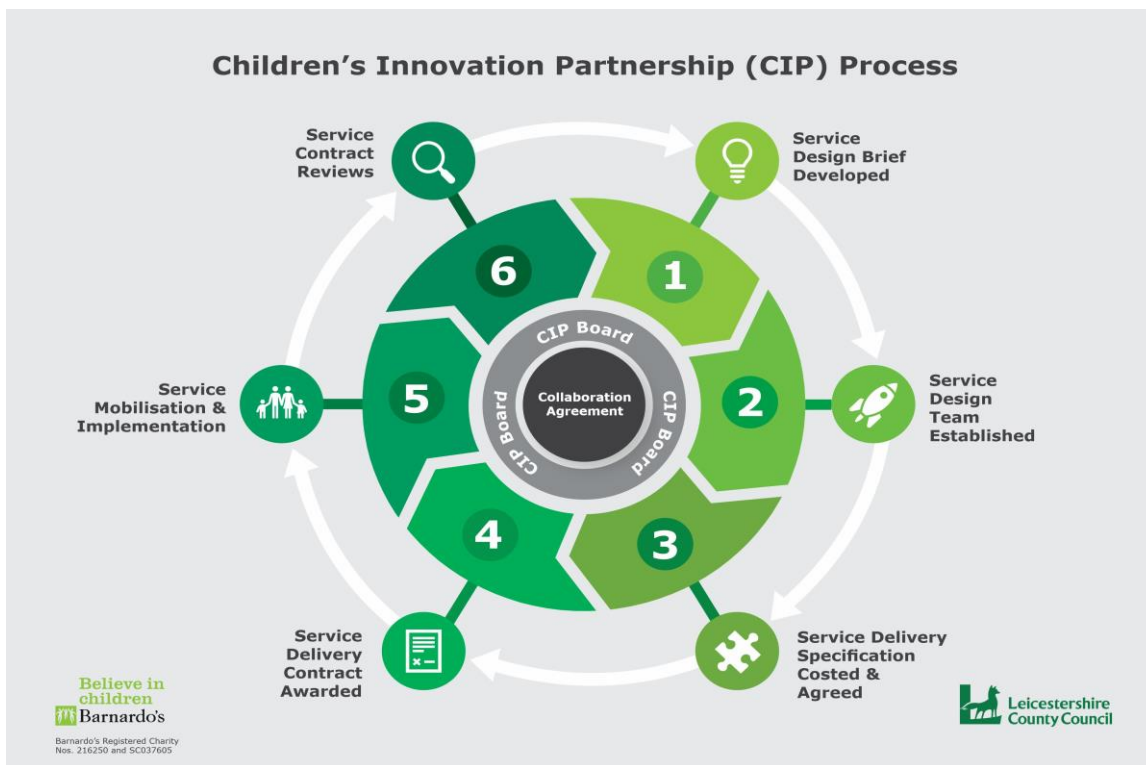 Children's Innovation Partnership (CIP) Process
Service
Design Brief
Developed
Service
Design
Team
Established
Service Delivery
Specification
Costed &
Agreed
Service
Delivery
Contract
Awarded
Service
Mobilisation &
Implementation
Service
Contract
Reviews
1
2
3
4
5
6
CIP Board
CIP Board
CIP Board
Collaboration
Agreement
Believe in
children
Barnardo's
Barnardo's Registered Charity
Nos. 216250 and SC037605
Leicestershire
County Council